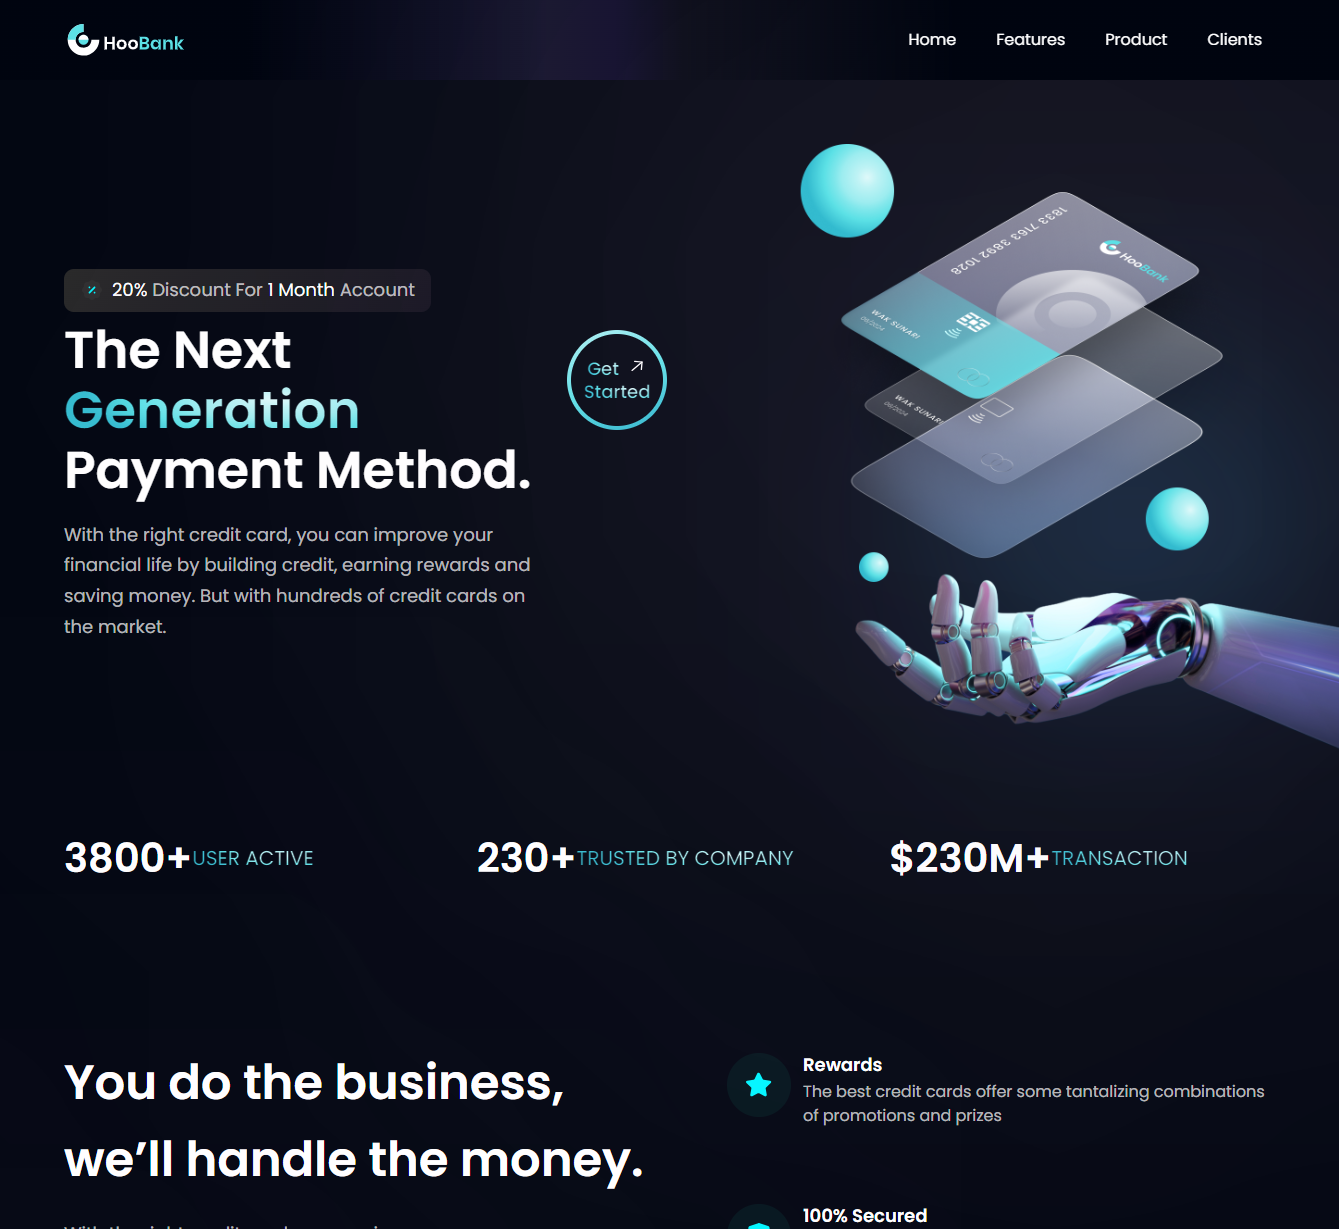 HooBank
Home Features Product Clients
20% Discount For 1 Month Account
The Next
Generation
Payment Method.
Get
Started
With the right credit card, you can improve your
financial life by building credit, earning rewards and
saving money. But with hundreds of credit cards on
the market.
1833 7163 3892 1028
HooBank
WAK SUNARI
06/2024
WAK SUNARI
06/2024
3800+ USER ACTIVE
230+ TRUSTED BY COMPANY
$230M+ TRANSACTION
You do the business,
we’ll handle the money.
Rewards
The best credit cards offer some tantalizing combinations
of promotions and prizes
100% Secured